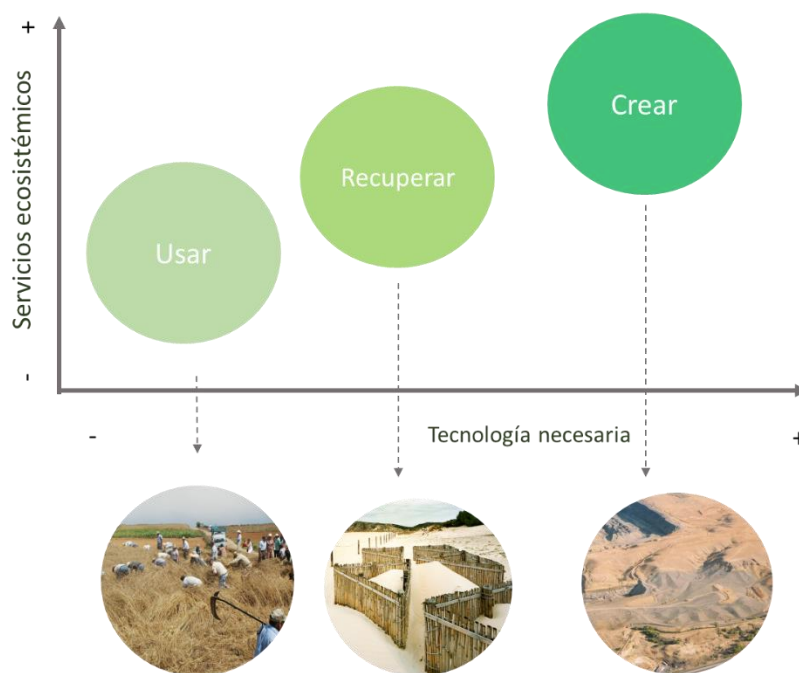 +
Servicios ecosistémicos
-
Crear
Recuperar
Usar
-
Tecnología necesaria
+